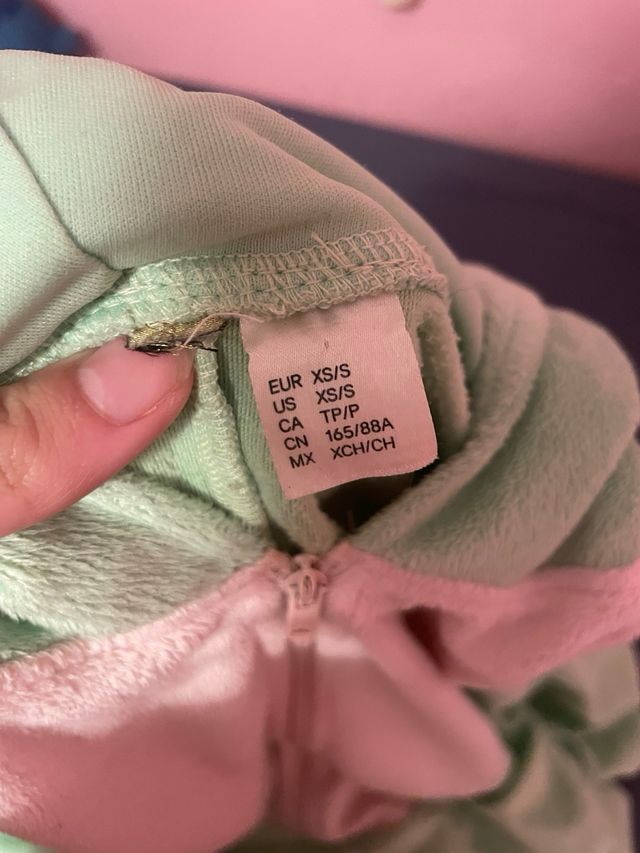 EUR XS/S
US XS/S
CA TP/P
CN 165/88A
MX XCH/CH